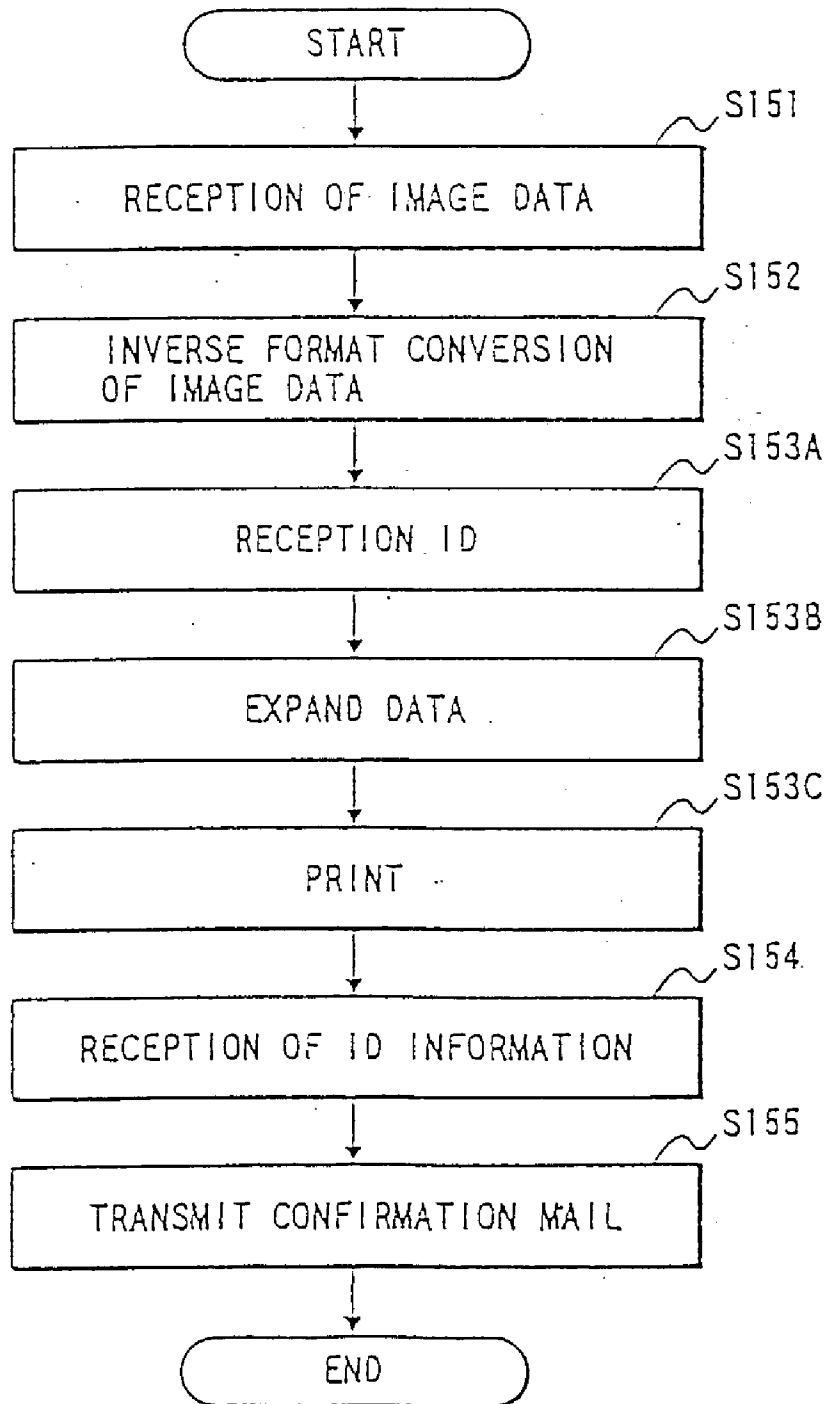 START
S151
RECEPTION OF IMAGE DATA
S152
INVERSE FORMAT CONVERSION
OF IMAGE DATA
S153A
RECEPTION ID
S153B
EXPAND DATA
S153C
PRINT
S154
RECEPTION OF ID INFORMATION
S155
TRANSMIT CONFIRMATION MAIL
END